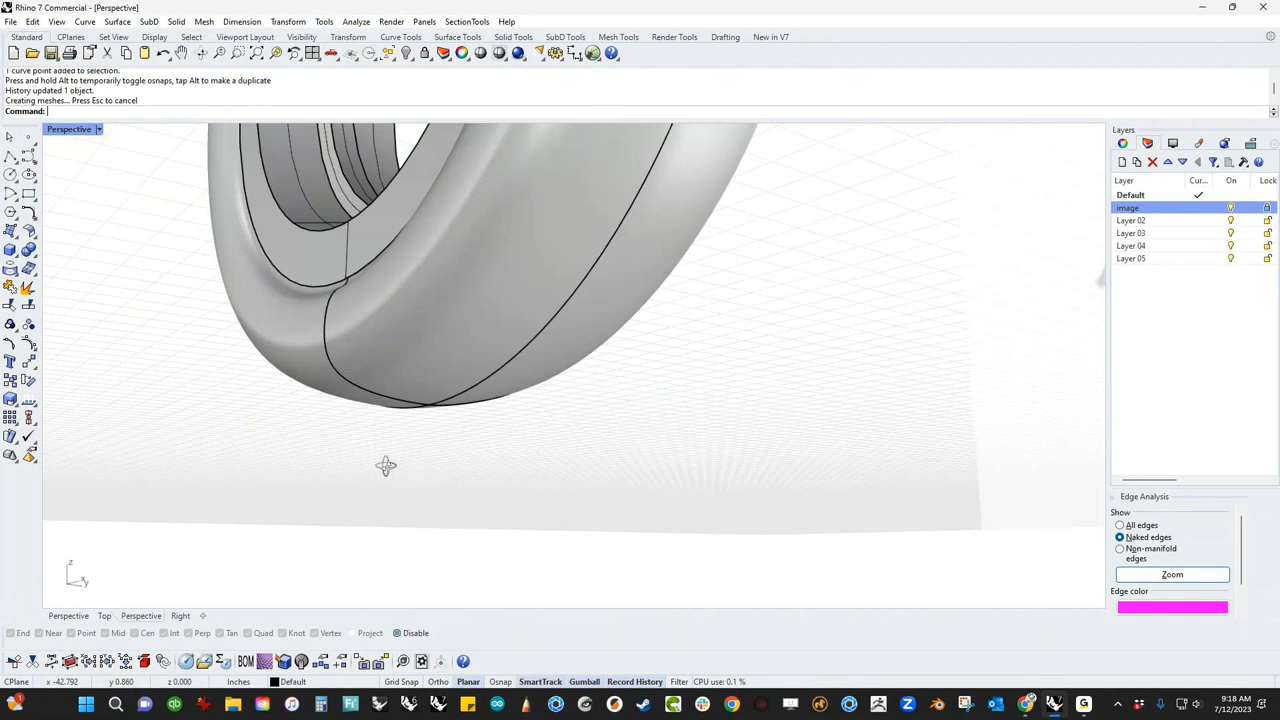 Rhino 7 Commercial - [Perspective]
File Edit View Curve Surface SubD Solid Mesh Dimension Transform Tools Analyze Render Panels SectionTools Help
Standard CPlanes Set View Display Select Viewport Layout Visibility Transform Curve Tools Surface Tools Solid Tools SubD Tools Mesh Tools Render Tools Drafting New in V7
1 curve point added to selection.
Press and hold Alt to temporarily toggle osnaps, tap Alt to make a duplicate
History updated 1 object.
Creating meshes... Press Esc to cancel
Command:
Perspective
Layers
Layer Cur... On Lock
Default
image
Layer 02
Layer 03
Layer 04
Layer 05
Edge Analysis
Show
All edges
Naked edges
Non-manifold
edges
Zoom
Edge color
z
x y
Perspective Top Perspective Right
End Near Point Mid Cen Int Perp Tan Quad Knot Vertex Project Disable
BOM
CPlane x -42.792 y 0.860 z 0.000 Inches Default Grid Snap Ortho Planar Osnap SmartTrack Gumball Record History Filter CPU use: 0.1 %
9:18 AM
7/12/2023